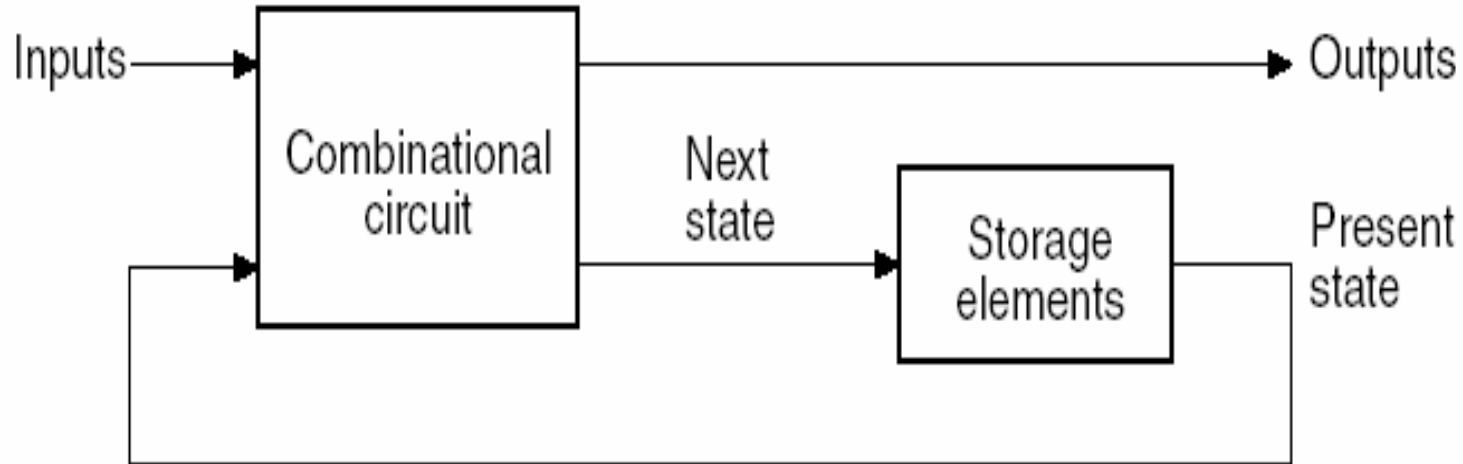 Inputs
Outputs
Combinational
circuit
Next
state
Storage
elements
Present
state